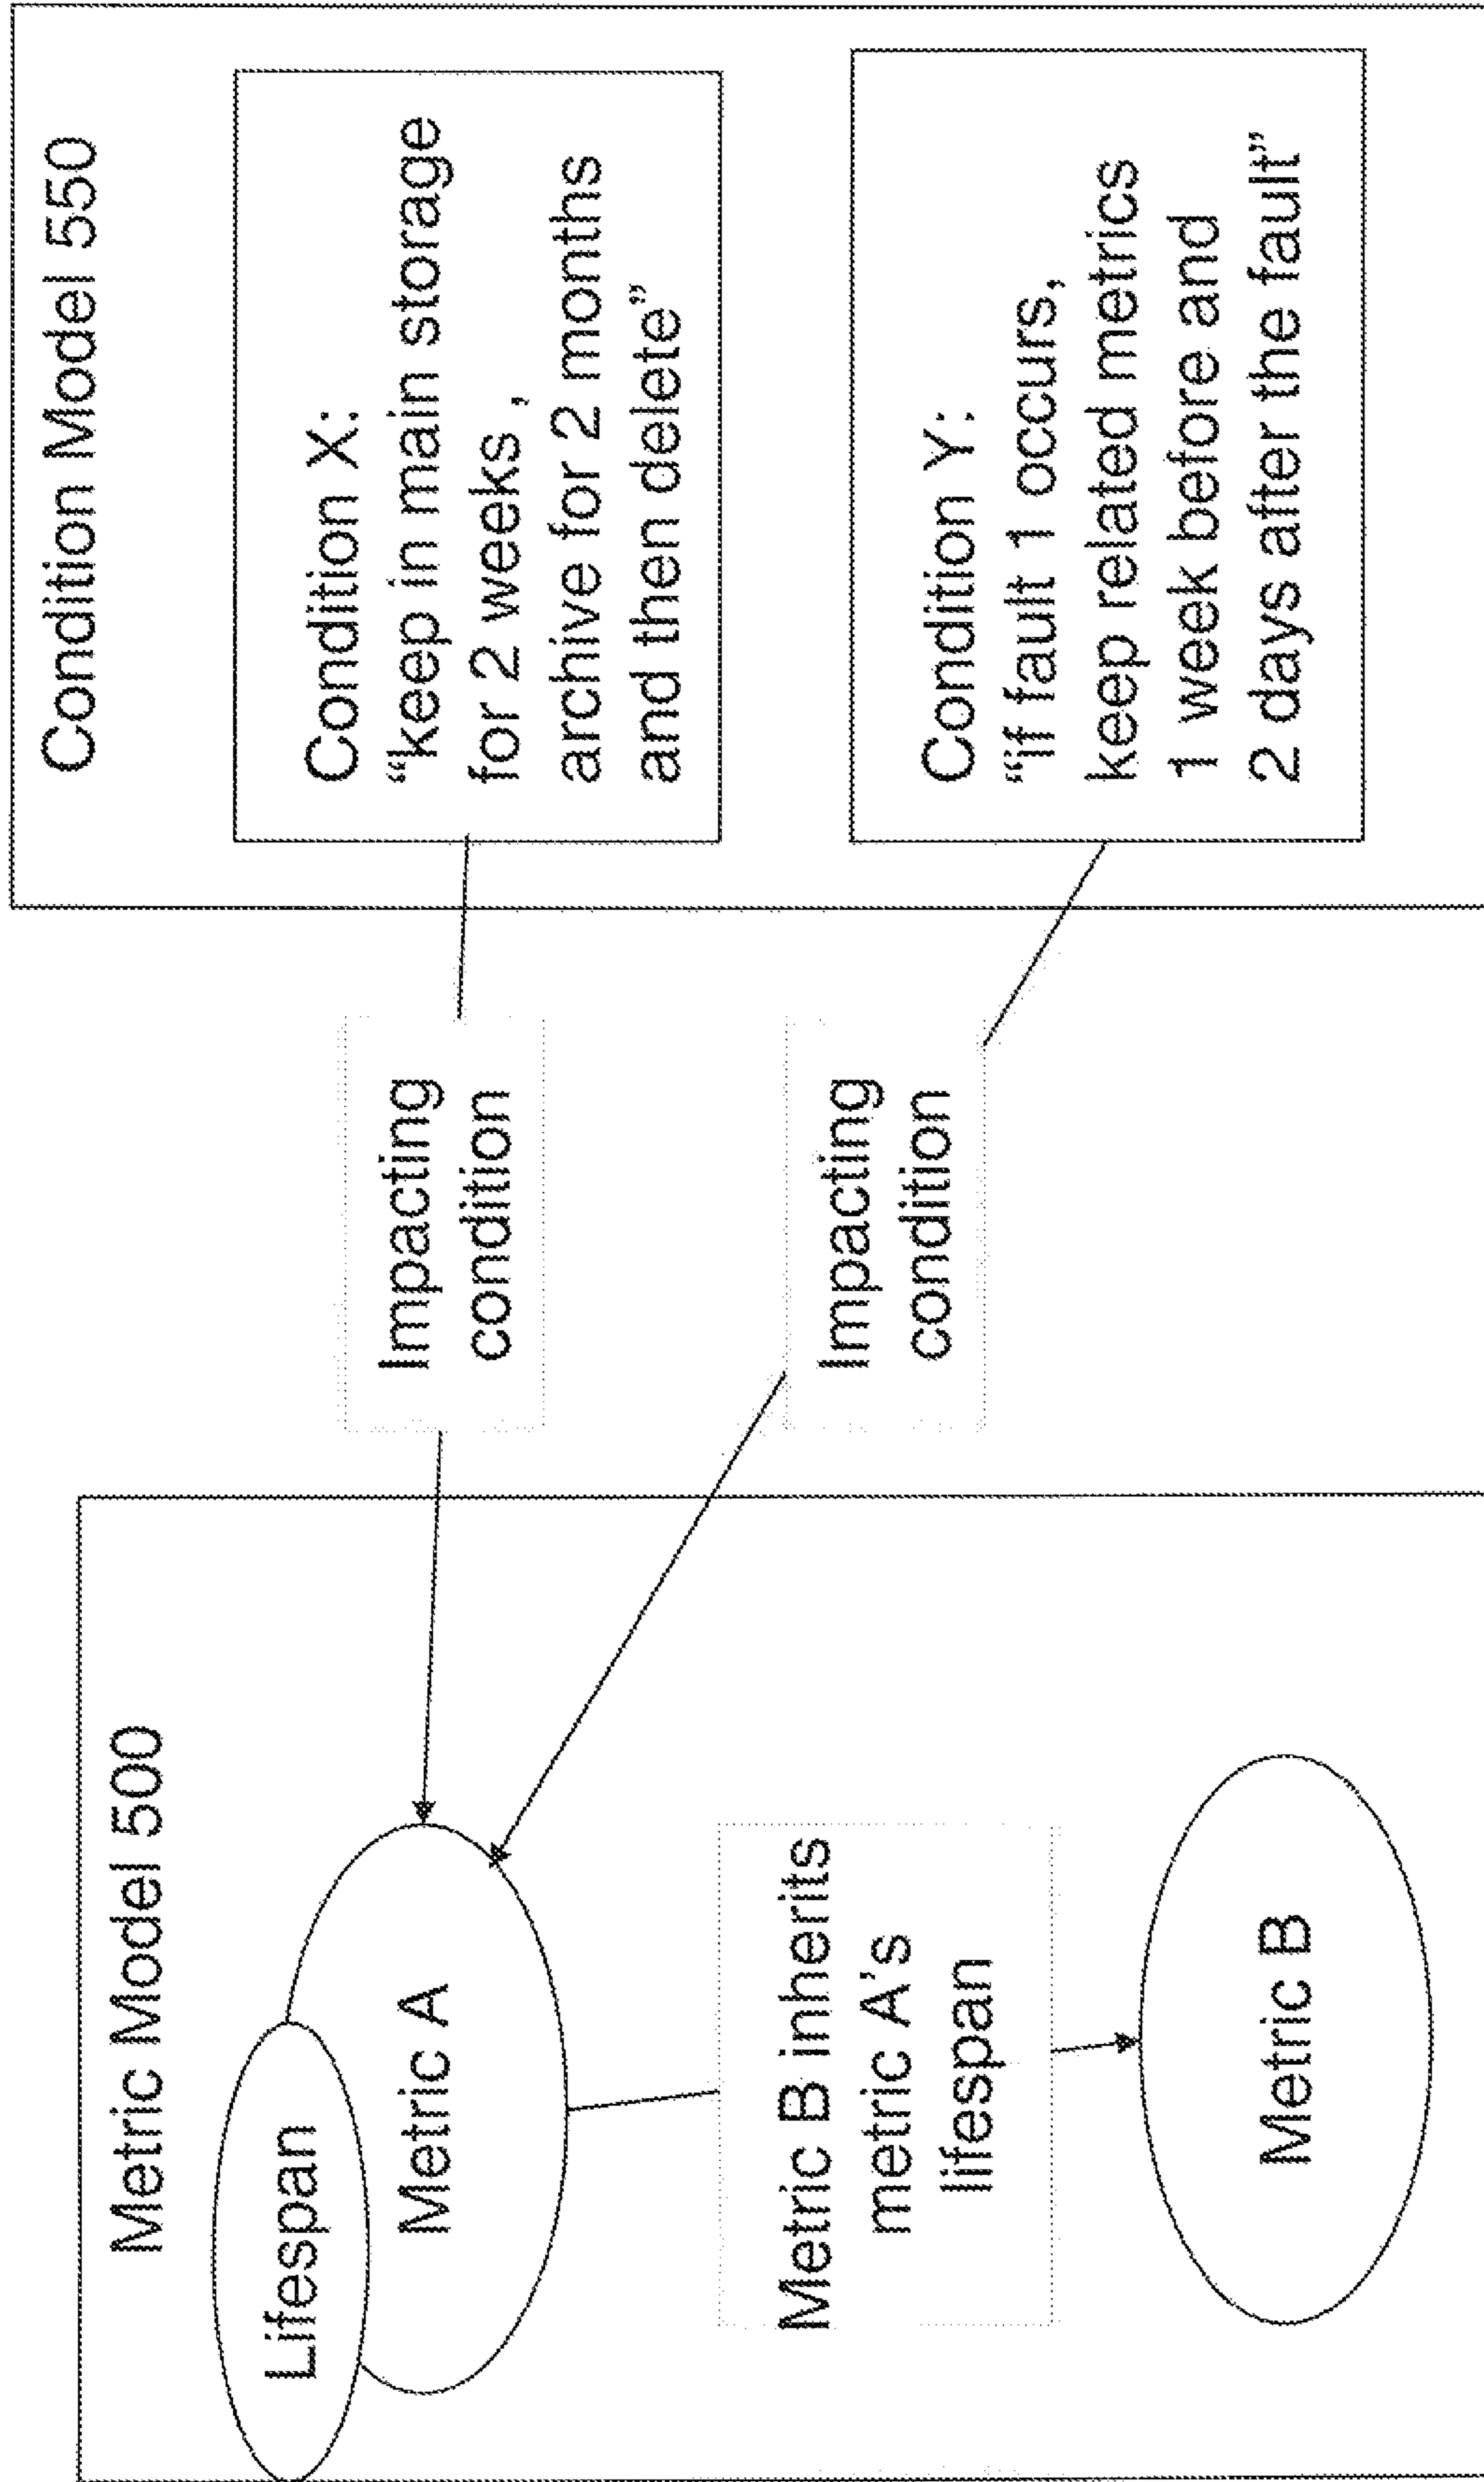 Metric Model 500
Lifespan
Metric A
Metric B inherits
metric A's
lifespan
Metric B
Impacting
condition
Impacting
condition
Condition Model 550
Condition X:
“keep in main storage
for 2 weeks,
archive for 2 months
and then delete”
Condition Y:
“if fault 1 occurs,
keep related metrics
1 week before and
2 days after the fault”